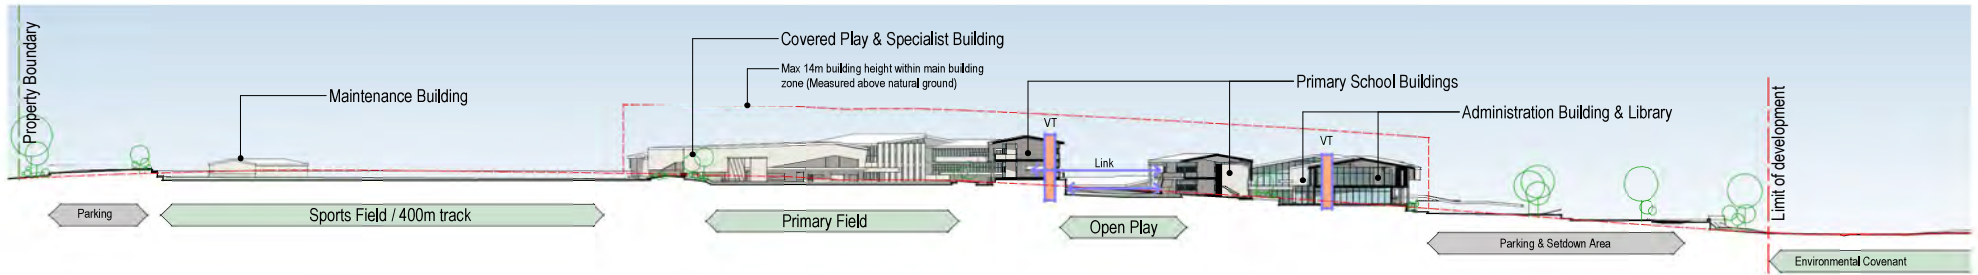 Property Boundary
Maintenance Building
Covered Play & Specialist Building
Max 14m building height within main building
zone (Measured above natural ground)
VT
Link
Primary School Buildings
Administration Building & Library
VT
Limit of development
Parking
Sports Field / 400m track
Primary Field
Open Play
Parking & Setdown Area
Environmental Covenant